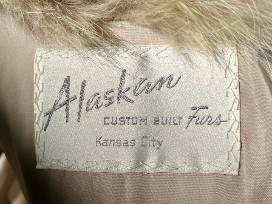 Alaskan
CUSTOM BUILT Furs
Kansas City